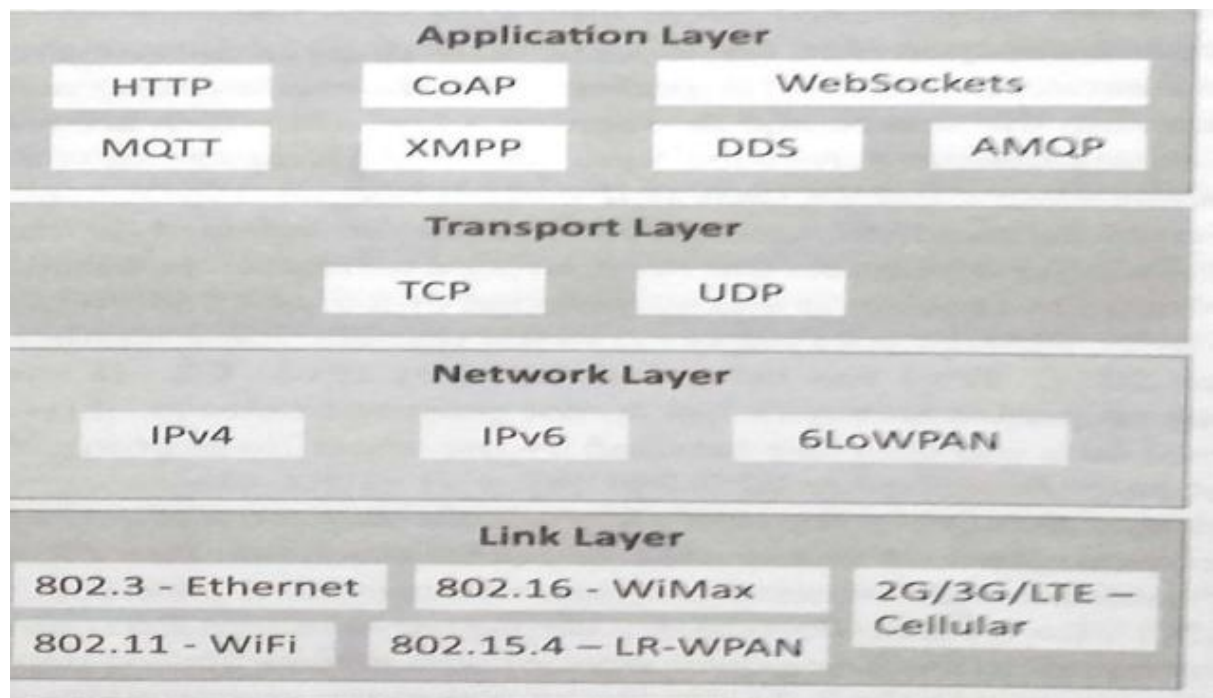 Application Layer
HTTP CoAP WebSockets
MQTT XMPP DDS AMQP
Transport Layer
TCP UDP
Network Layer
IPv4 IPv6 6LoWPAN
Link Layer
802.3 - Ethernet 802.16 - WiMax 2G/3G/LTE –
Cellular
802.11 - WiFi 802.15.4 – LR-WPAN